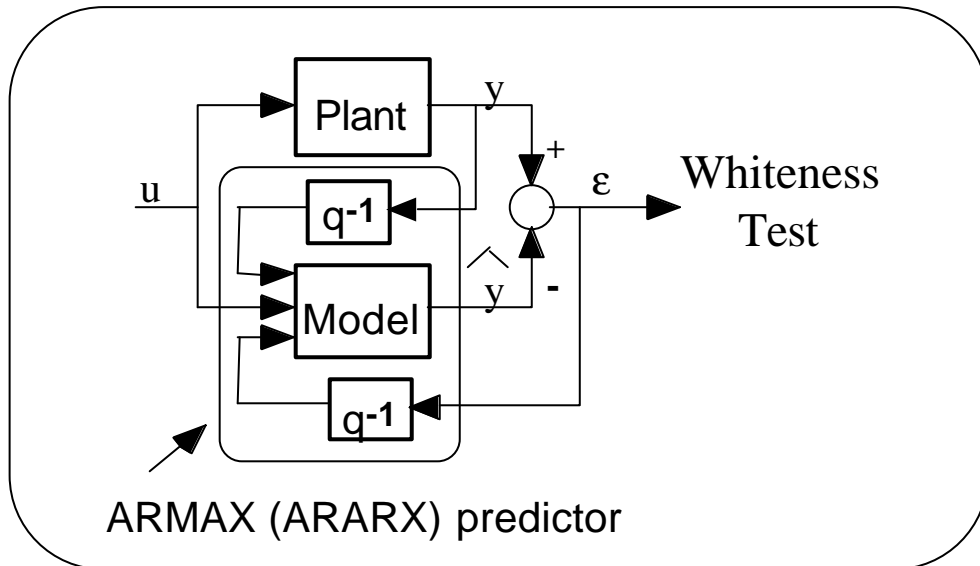 Plant
y
+
u
q-1
ε
Whiteness
Test
Model
ŷ
-
q-1
ARMAX (ARARX) predictor